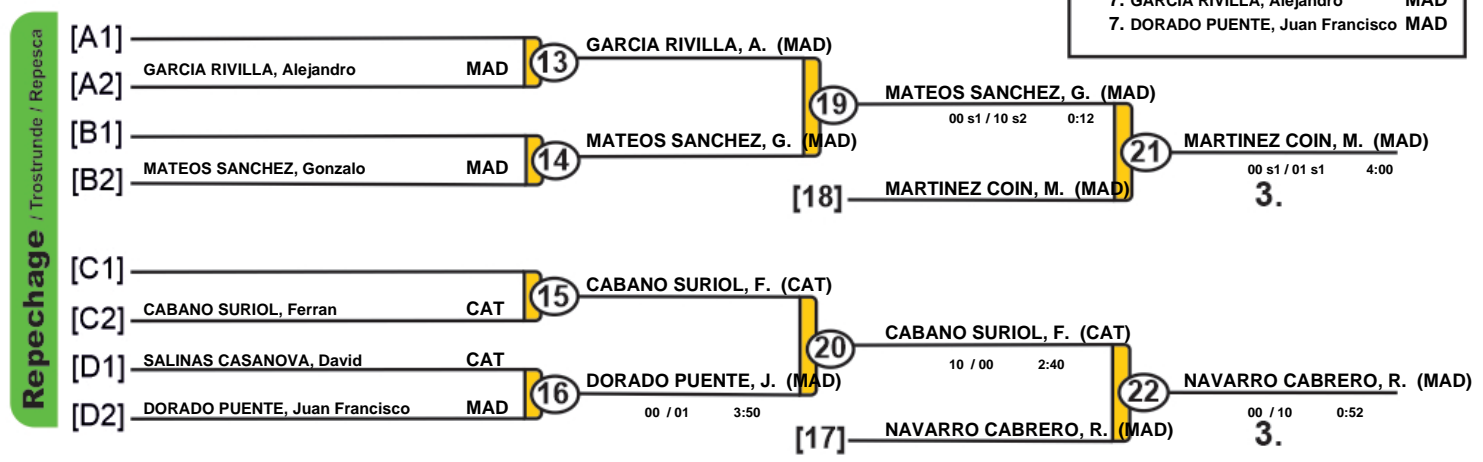 7. GARCIA RIVILLA, Alejandro MAD
7. DORADO PUENTE, Juan Francisco MAD
Repechage / Trostrunde / Repesca
[A1]
GARCIA RIVILLA, Alejandro MAD
[A2]
13
GARCIA RIVILLA, A. (MAD)
[B1]
MATEOS SANCHEZ, Gonzalo MAD
[B2]
14
MATEOS SANCHEZ, G. (MAD)
19
MATEOS SANCHEZ, G. (MAD)
00 s1 / 10 s2 0:12
[18]
MARTINEZ COIN, M. (MAD)
21
MARTINEZ COIN, M. (MAD)
00 s1 / 01 s1 4:00
3.
[C1]
CABANO SURIOL, Ferran CAT
[C2]
15
CABANO SURIOL, F. (CAT)
[D1]
SALINAS CASANOVA, David CAT
DORADO PUENTE, Juan Francisco MAD
[D2]
16
DORADO PUENTE, J. (MAD)
00 / 01 3:50
20
CABANO SURIOL, F. (CAT)
10 / 00 2:40
[17]
NAVARRO CABRERO, R. (MAD)
22
NAVARRO CABRERO, R. (MAD)
00 / 10 0:52
3.